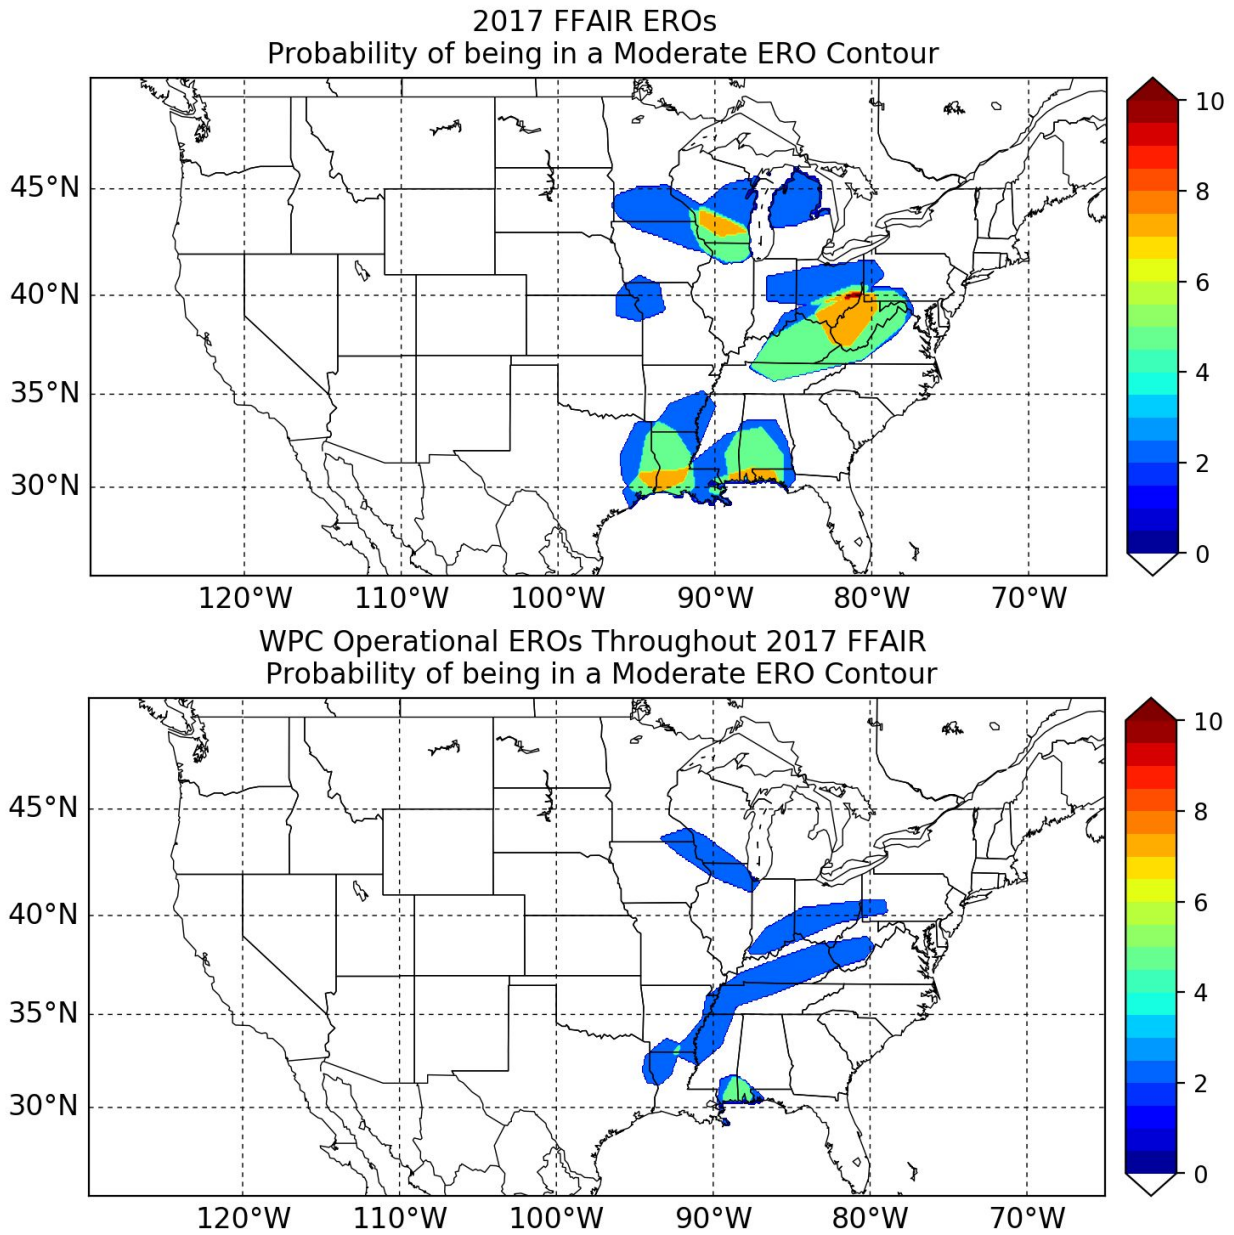 2017 FFAIR EROs
Probability of being in a Moderate ERO Contour
45°N
40°N
35°N
30°N
120°W 110°W 100°W 90°W 80°W 70°W
10
8
6
4
2
0
WPC Operational EROs Throughout 2017 FFAIR
Probability of being in a Moderate ERO Contour
45°N
40°N
35°N
30°N
120°W 110°W 100°W 90°W 80°W 70°W
10
8
6
4
2
0